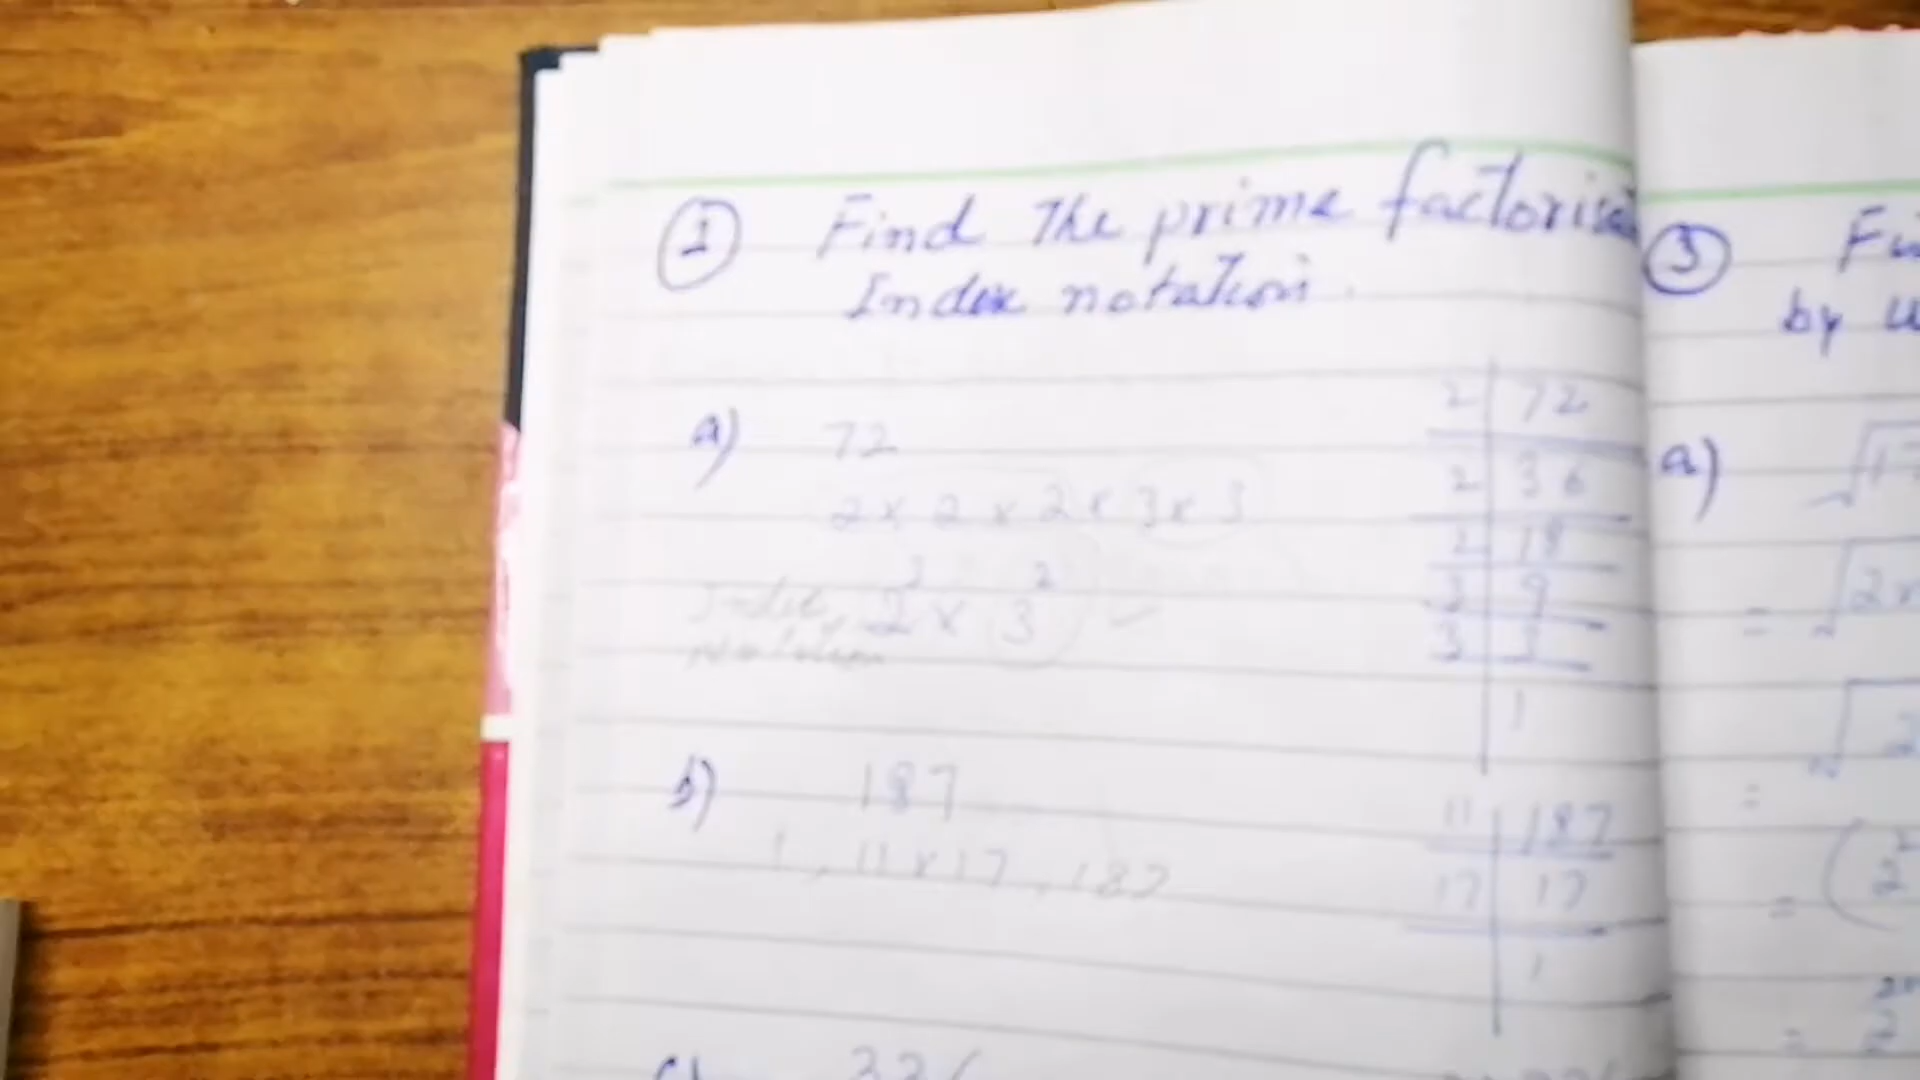 ① Find The prime factoris
Index notation.
a) 72
2 × 2 × 2 × 3 × 3
Index 2³ × 3²
Notation
2 | 72
2 | 36
2 | 18
3 | 9
3 | 3
1
b) 187
1, 11×17, 187
11 | 187
17 | 17
1
③
by
a)
= √2×
=
=
=